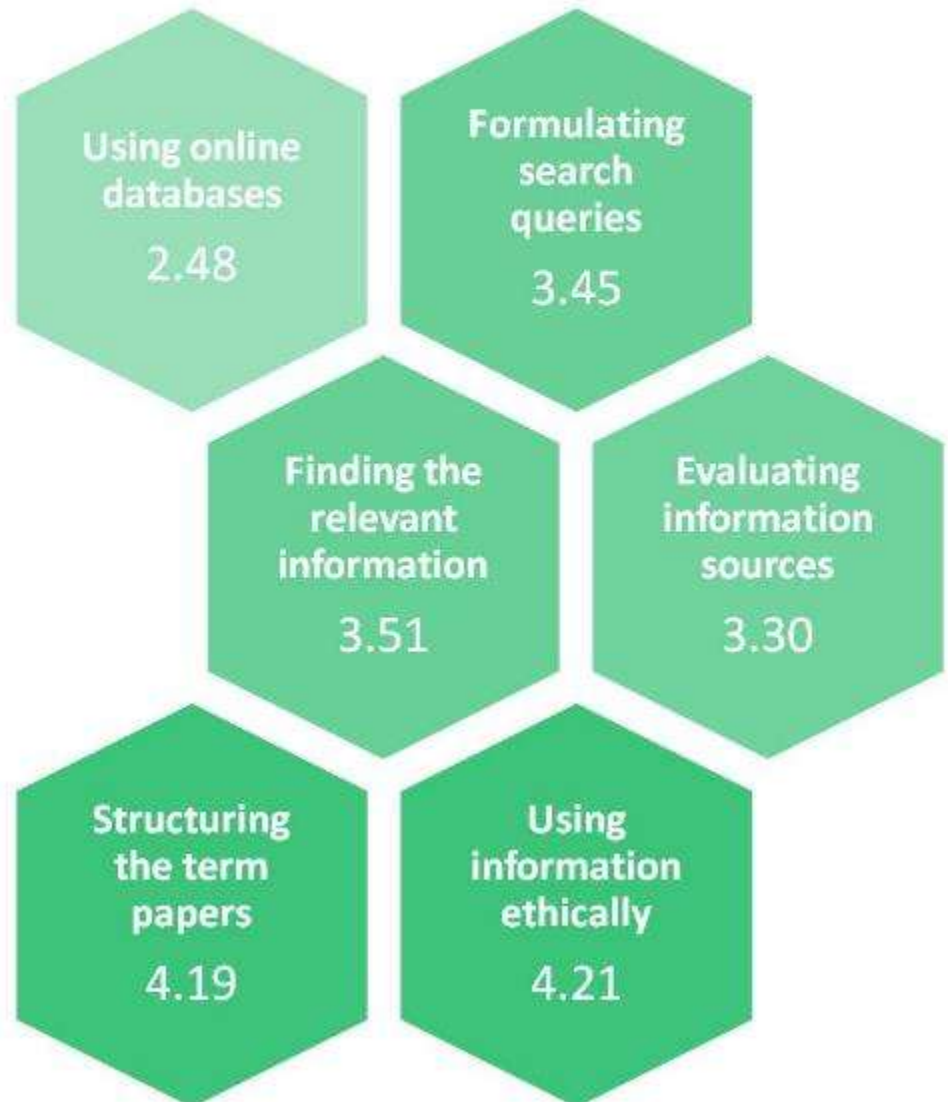 Using online
databases
2.48
Formulating
search
queries
3.45
Finding the
relevant
information
3.51
Evaluating
information
sources
3.30
Structuring
the term
papers
4.19
Using
information
ethically
4.21